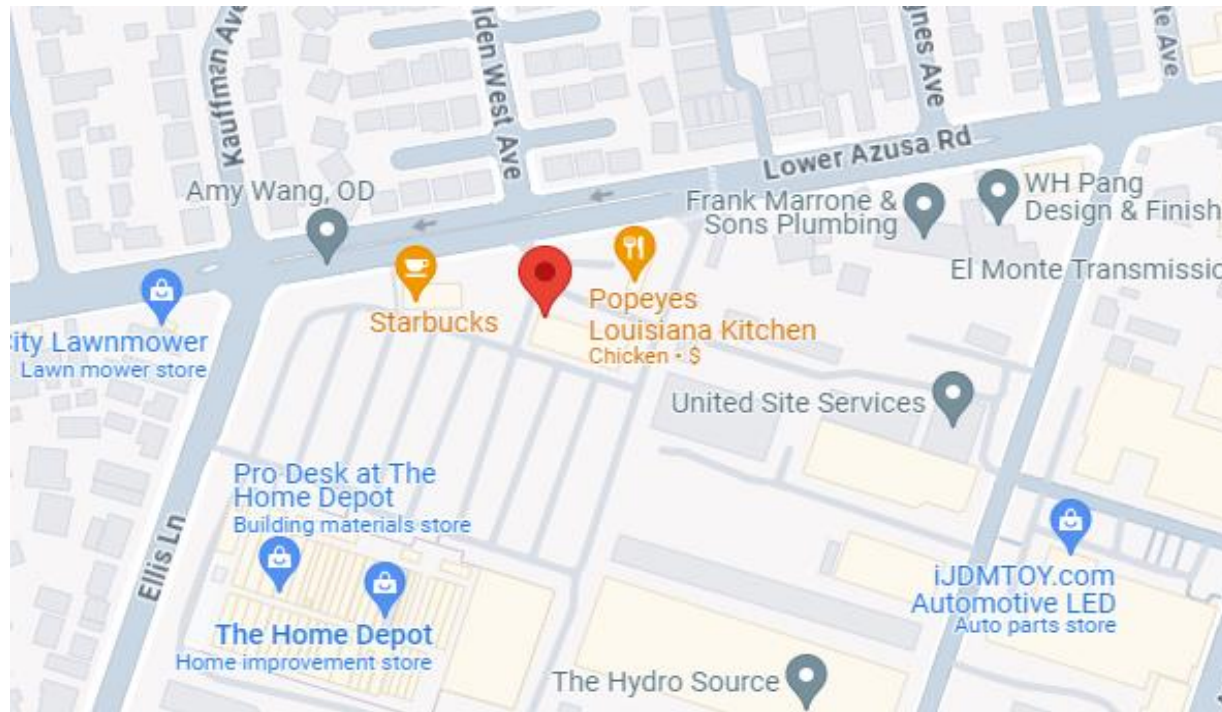 Kauffman Ave
lden West Ave
gnes Ave
te Ave
Lower Azusa Rd
Amy Wang, OD
Frank Marrone &
Sons Plumbing
WH Pang
Design & Finish
El Monte Transmissio
Starbucks
Popeyes
Louisiana Kitchen
Chicken • $
ity Lawnmower
Lawn mower store
United Site Services
Pro Desk at The
Home Depot
Building materials store
Ellis Ln
The Home Depot
Home improvement store
iJDMTOY.com
Automotive LED
Auto parts store
The Hydro Source